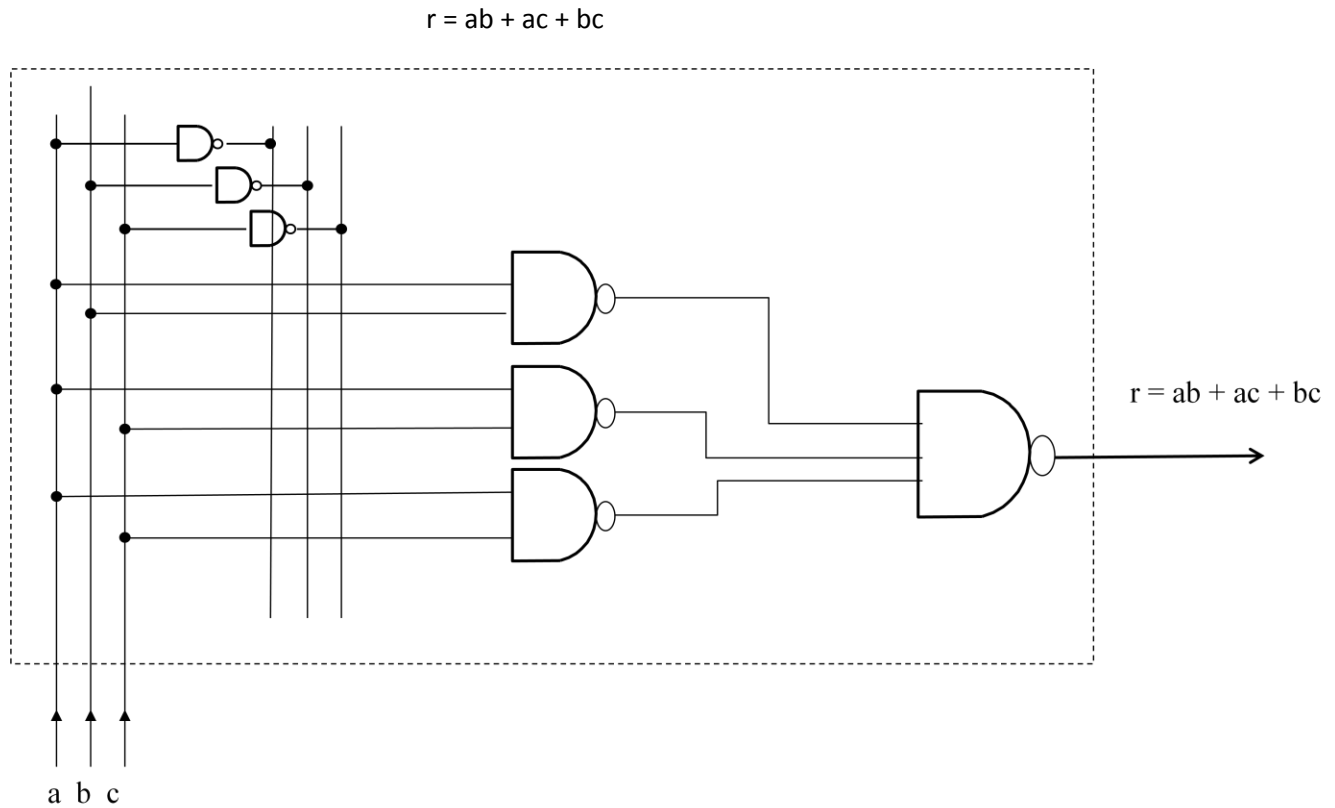 r = ab + ac + bc
r = ab + ac + bc
a b c